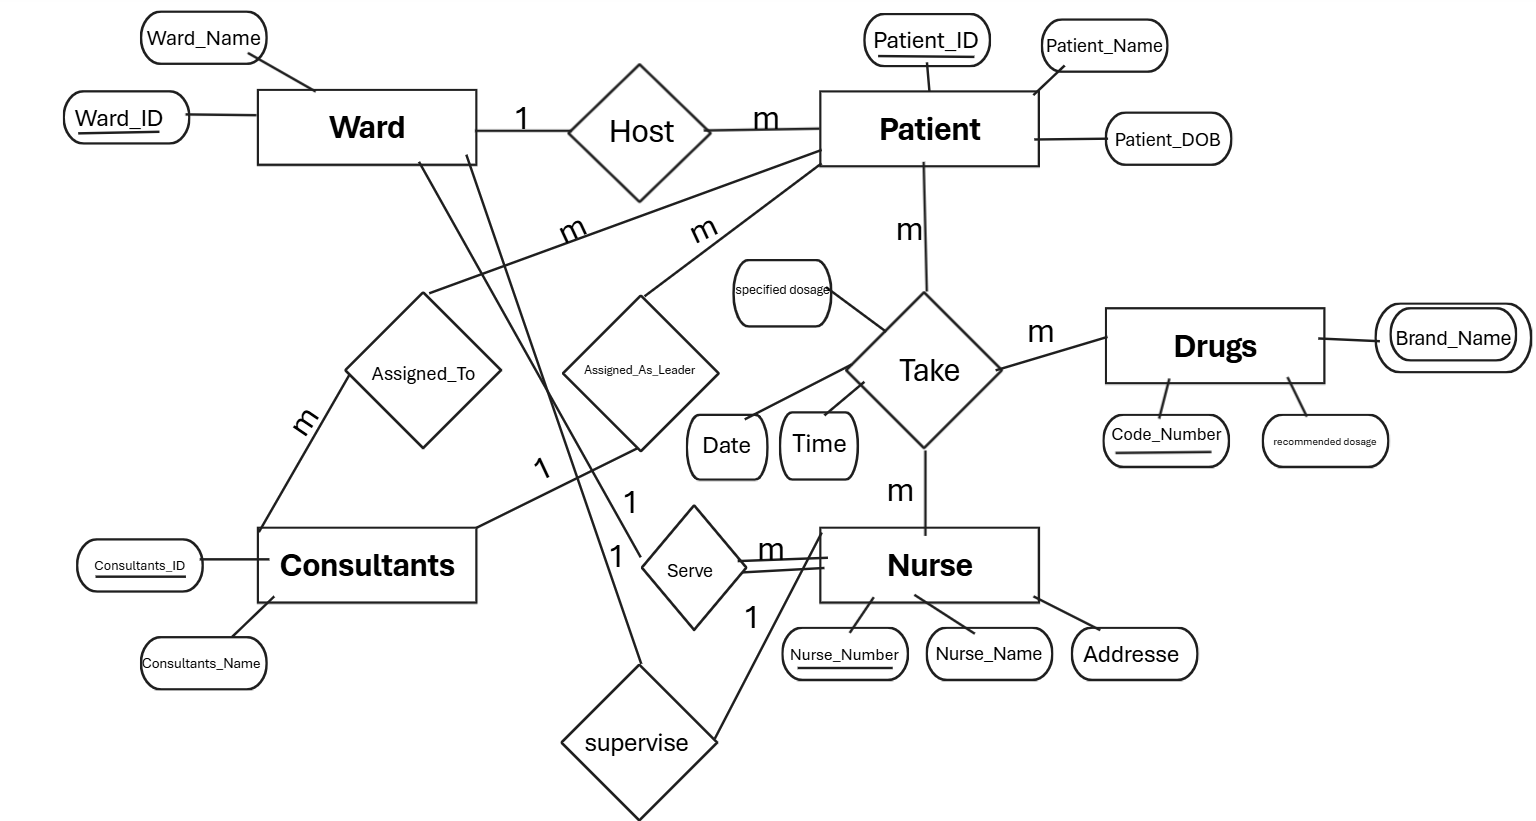 Ward_Name
Patient_ID
Patient_Name
Ward_ID
Ward
1
Host
m
Patient
Patient_DOB
m
m
m
specified dosage
m
Drugs
Brand_Name
Assigned_To
Assigned_As_Leader
Take
m
Date
Time
Code_Number
recommended dosage
1
1
m
Consultants_ID
Consultants
1
Serve
m
Nurse
1
Consultants_Name
Nurse_Number
Nurse_Name
Addresse
supervise